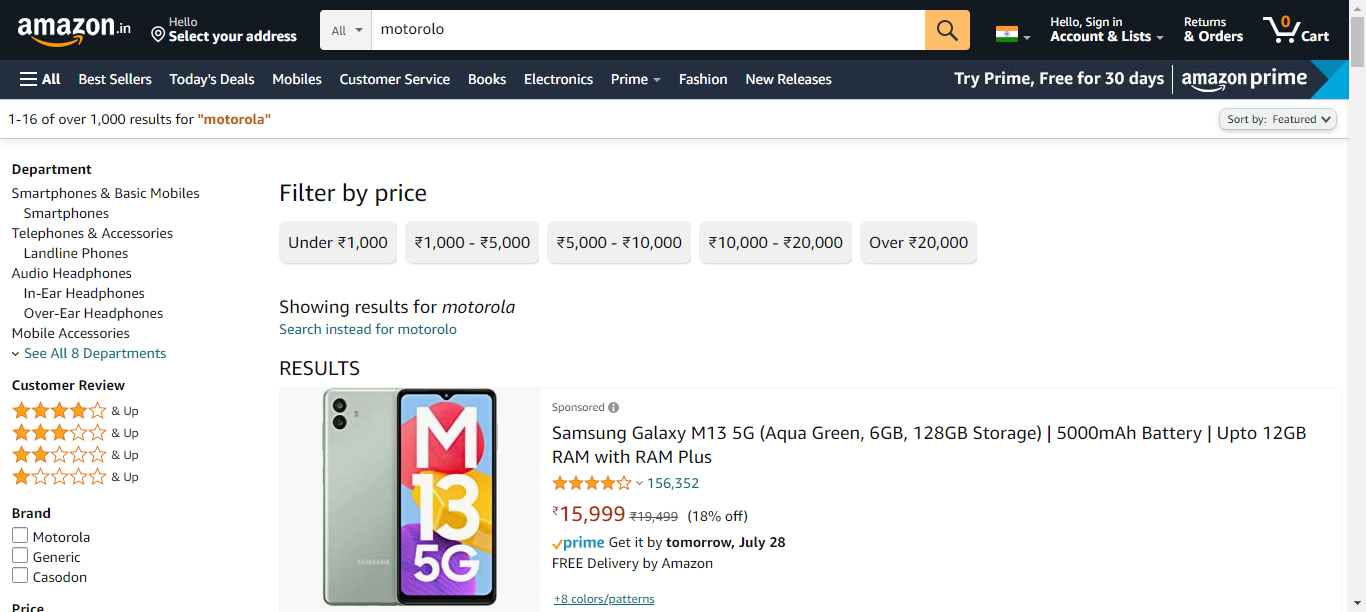 amazon.in
Hello
Select your address
All
motorolo
Hello, Sign in
Account & Lists
Returns
& Orders
0
Cart
All Best Sellers Today's Deals Mobiles Customer Service Books Electronics Prime Fashion New Releases
Try Prime, Free for 30 days amazon prime
1-16 of over 1,000 results for "motorola"
Sort by: Featured
Department
Smartphones & Basic Mobiles
Smartphones
Telephones & Accessories
Landline Phones
Audio Headphones
In-Ear Headphones
Over-Ear Headphones
Mobile Accessories
See All 8 Departments
Customer Review
& Up
& Up
& Up
& Up
Brand
Motorola
Generic
Casodon
Price
Filter by price
Under ₹1,000 ₹1,000 - ₹5,000 ₹5,000 - ₹10,000 ₹10,000 - ₹20,000 Over ₹20,000
Showing results for motorola
Search instead for motorolo
RESULTS
SAMSUNG
M
13
5G
Sponsored
Samsung Galaxy M13 5G (Aqua Green, 6GB, 128GB Storage) | 5000mAh Battery | Upto 12GB
RAM with RAM Plus
156,352
₹15,999 ₹19,499 (18% off)
prime Get it by tomorrow, July 28
FREE Delivery by Amazon
+8 colors/patterns